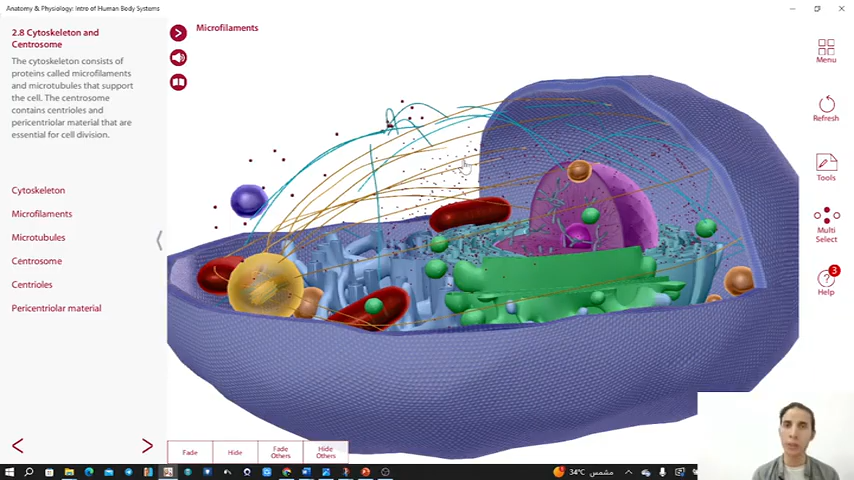 Anatomy & Physiology: Intro of Human Body Systems
2.8 Cytoskeleton and
Centrosome
The cytoskeleton consists of
proteins called microfilaments
and microtubules that support
the cell. The centrosome
contains centrioles and
pericentriolar material that are
essential for cell division.
Cytoskeleton
Microfilaments
Microtubules
Centrosome
Centrioles
Pericentriolar material
Microfilaments
Menu
Refresh
Tools
Multi
Select
3
Help
Fade
Hide
Fade
Others
Hide
Others
34°C مشمس